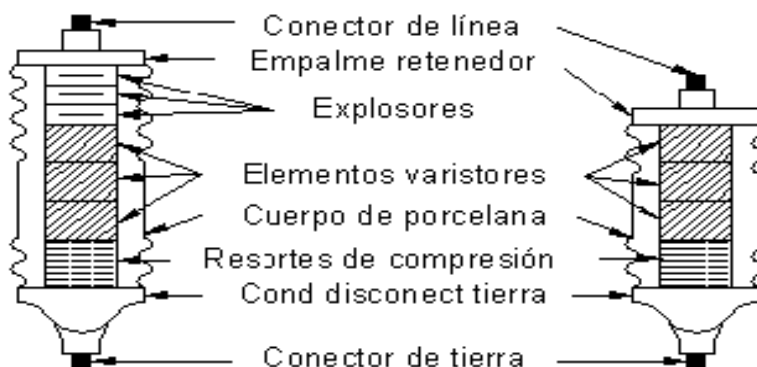 Conector de línea
Empalme retenedor
Explosores
Elementos varistores
Cuerpo de porcelana
Resortes de compresión
Cond disconect tierra
Conector de tierra